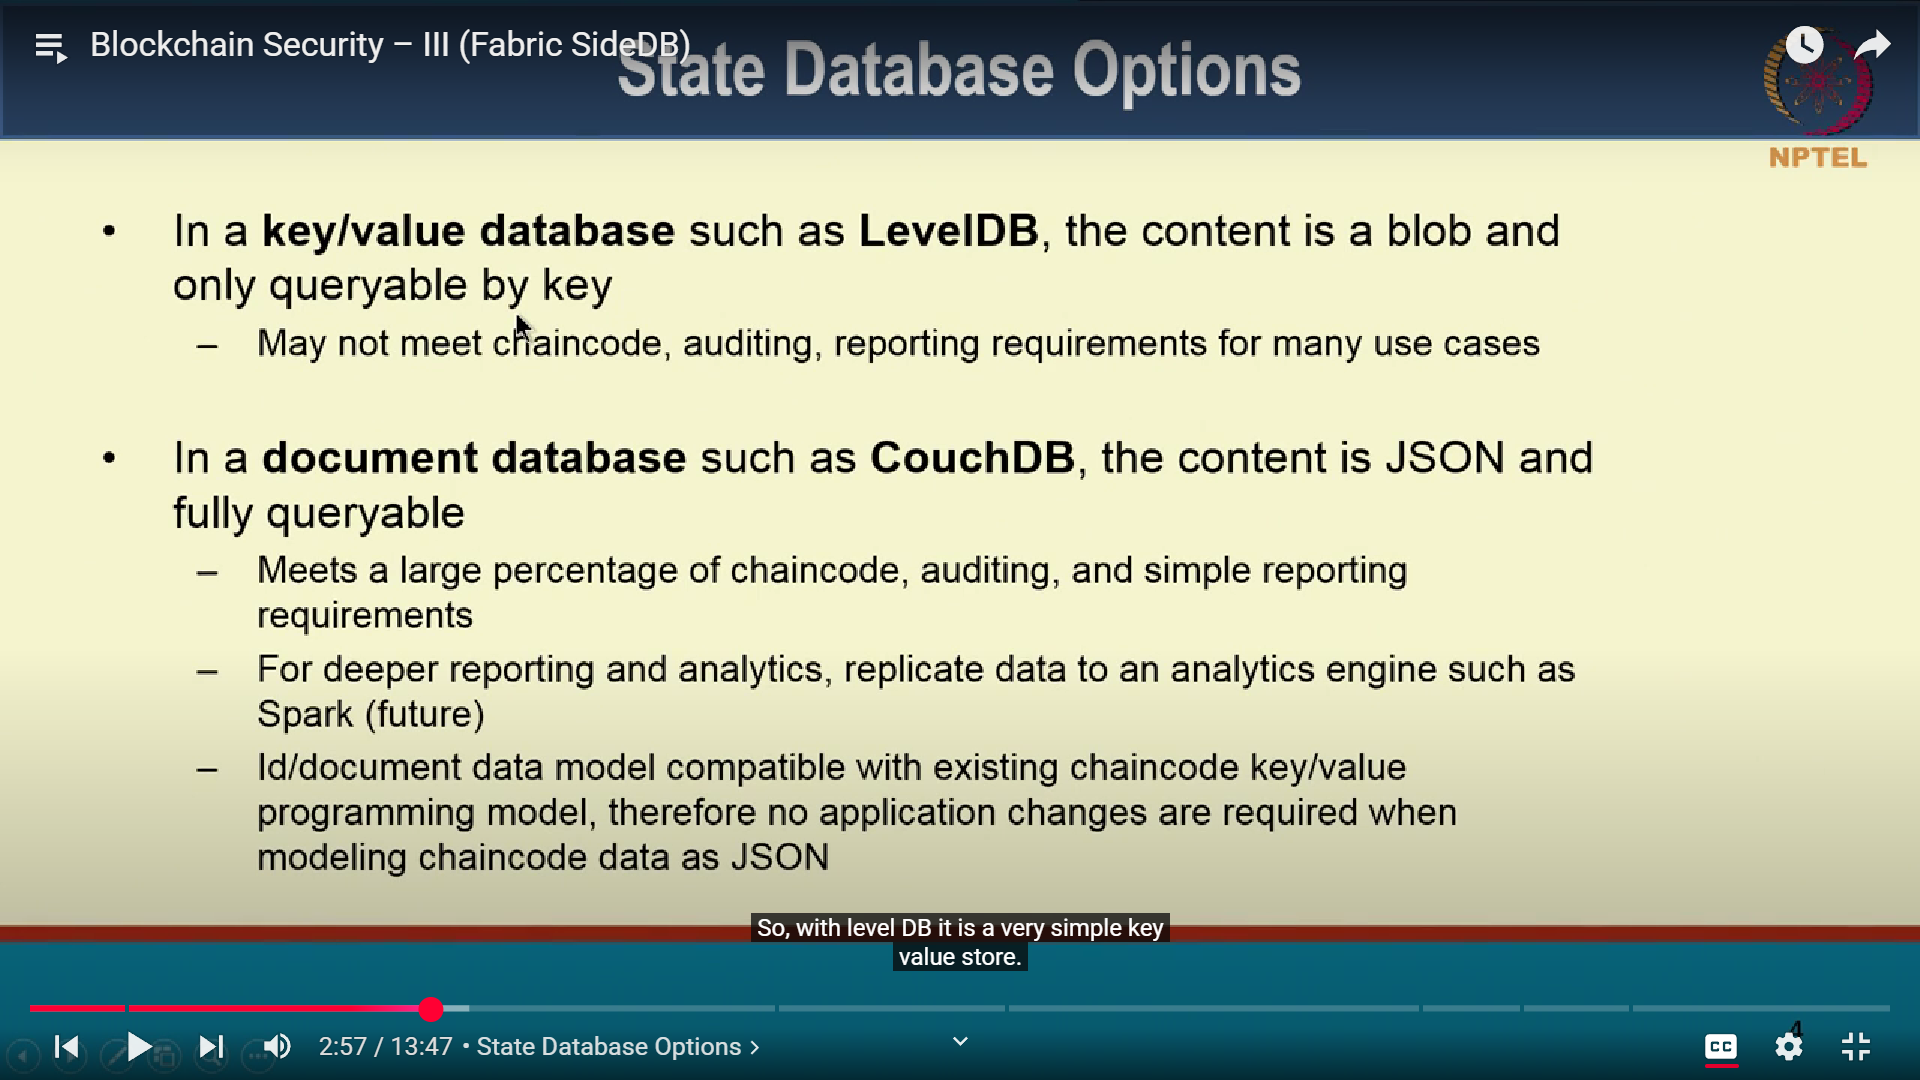 Blockchain Security – III (Fabric SideDB)
State Database Options
NPTEL
• In a key/value database such as LevelDB, the content is a blob and
only queryable by key
– May not meet chaincode, auditing, reporting requirements for many use cases
• In a document database such as CouchDB, the content is JSON and
fully queryable
– Meets a large percentage of chaincode, auditing, and simple reporting
requirements
– For deeper reporting and analytics, replicate data to an analytics engine such as
Spark (future)
– Id/document data model compatible with existing chaincode key/value
programming model, therefore no application changes are required when
modeling chaincode data as JSON
So, with level DB it is a very simple key
value store.
4
2:57 / 13:47 • State Database Options >
CC